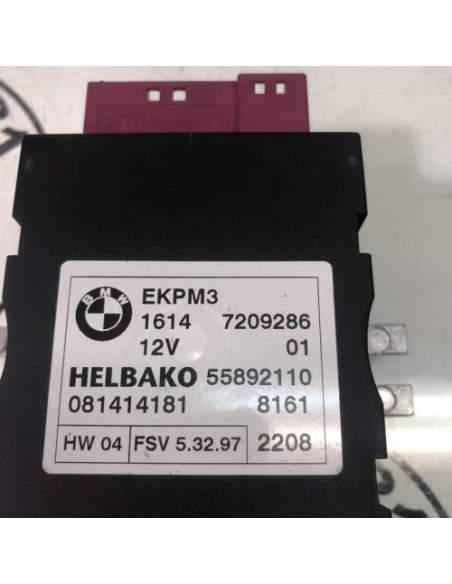 BMW
EKPM3
1614 7209286
12V 01
HELBAKO 55892110
081414181 8161
HW 04 FSV 5.32.97 2208